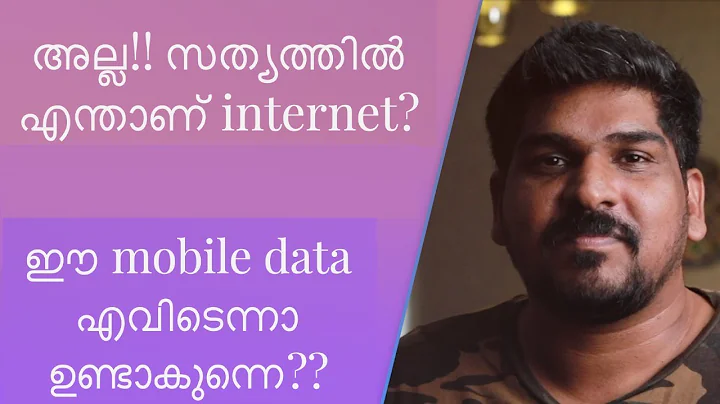 അല്ല!! സത്യത്തിൽ
എന്താണ് internet?
ഈ mobile data
എവിടെന്നാ
ഉണ്ടാകുന്നെ??